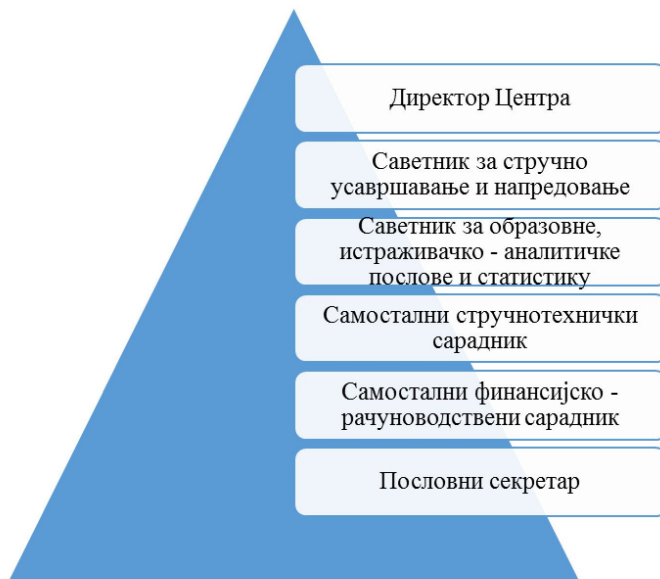 Директор Центра
Саветник за стручно
усавршавање и напредовање
Саветник за образовне,
истраживачко - аналитичке
послове и статистику
Самостални стручнотехнички
сарадник
Самостални финансијско -
рачуноводствени сарадник
Пословни секретар